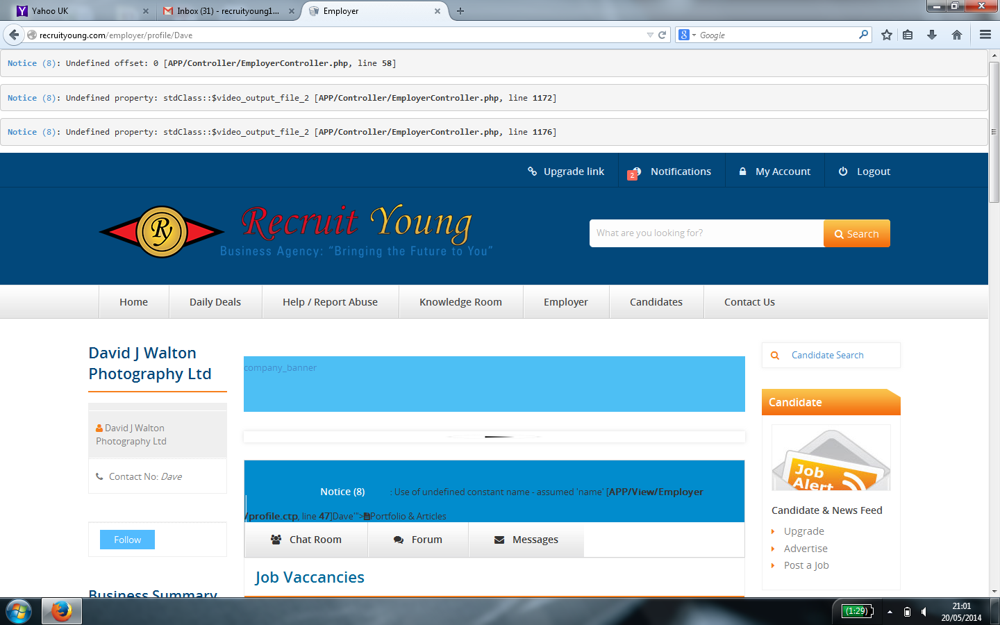 Yahoo UK
Inbox (31) - recruityoung1...
Employer
recruityoung.com/employer/profile/Dave
Google
Notice (8): Undefined offset: 0 [APP/Controller/EmployerController.php, line 58]
Notice (8): Undefined property: stdClass::$video_output_file_2 [APP/Controller/EmployerController.php, line 1172]
Notice (8): Undefined property: stdClass::$video_output_file_2 [APP/Controller/EmployerController.php, line 1176]
Upgrade link
2
Notifications
My Account
Logout
Ry
Recruit Young
Business Agency: "Bringing the Future to You"
What are you looking for?
Search
Home
Daily Deals
Help / Report Abuse
Knowledge Room
Employer
Candidates
Contact Us
David J Walton
Photography Ltd
David J Walton
Photography Ltd
Contact No: Dave
Follow
Business Summary
company_banner
Notice (8) : Use of undefined constant name - assumed 'name' [APP/View/Employer
/profile.ctp, line 47]Dave'">Portfolio & Articles
Chat Room
Forum
Messages
Job Vaccancies
Candidate Search
Candidate
Job
Alert
Candidate & News Feed
Upgrade
Advertise
Post a Job
(1:29)
21:01
20/05/2014